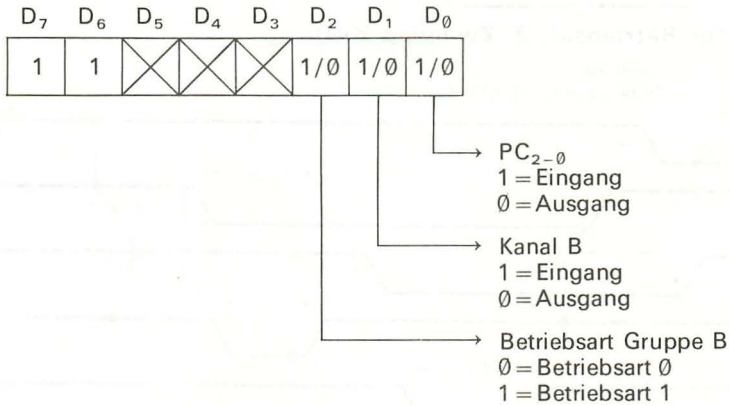 D₇ D₆ D₅ D₄ D₃ D₂ D₁ D∅
1 1 1/∅ 1/∅ 1/∅
PC₂₋∅
1 = Eingang
∅ = Ausgang
Kanal B
1 = Eingang
∅ = Ausgang
Betriebsart Gruppe B
∅ = Betriebsart ∅
1 = Betriebsart 1